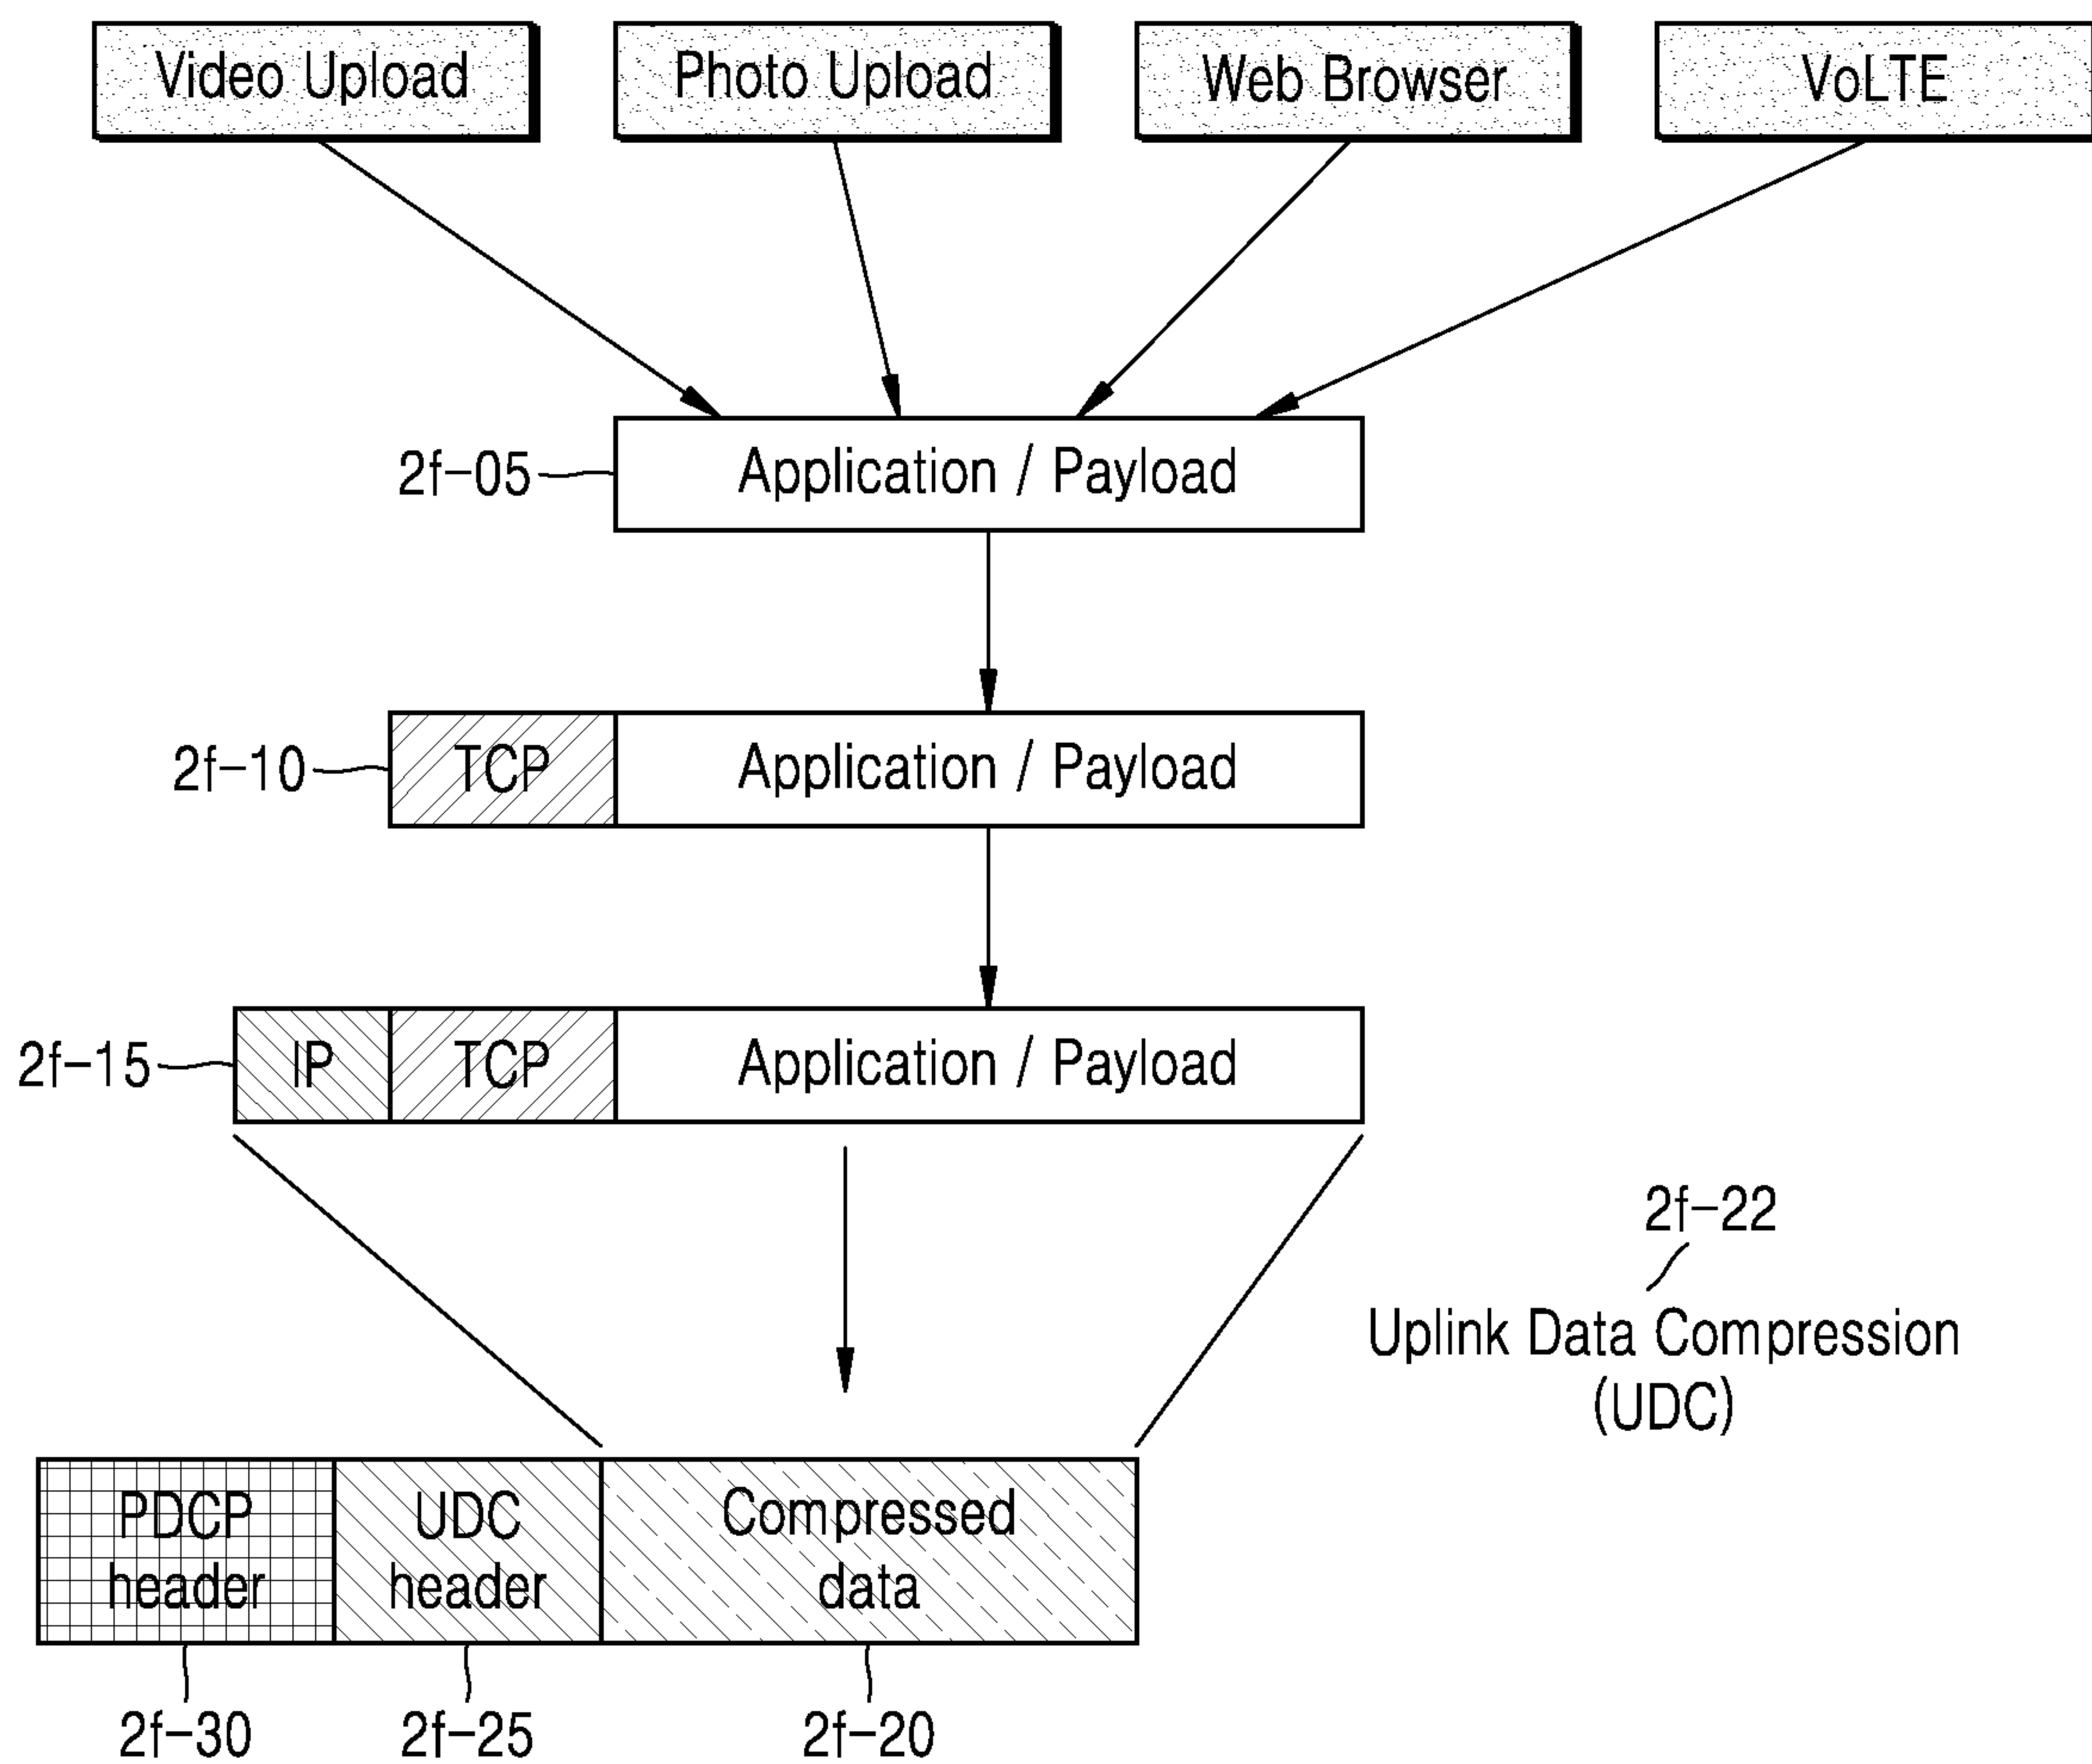 Video Upload
Photo Upload
Web Browser
VoLTE
2f-05
Application / Payload
2f-10
TCP
Application / Payload
2f-15
IP
TCP
Application / Payload
2f-22
Uplink Data Compression
(UDC)
PDCP
header
UDC
header
Compressed
data
2f-30
2f-25
2f-20